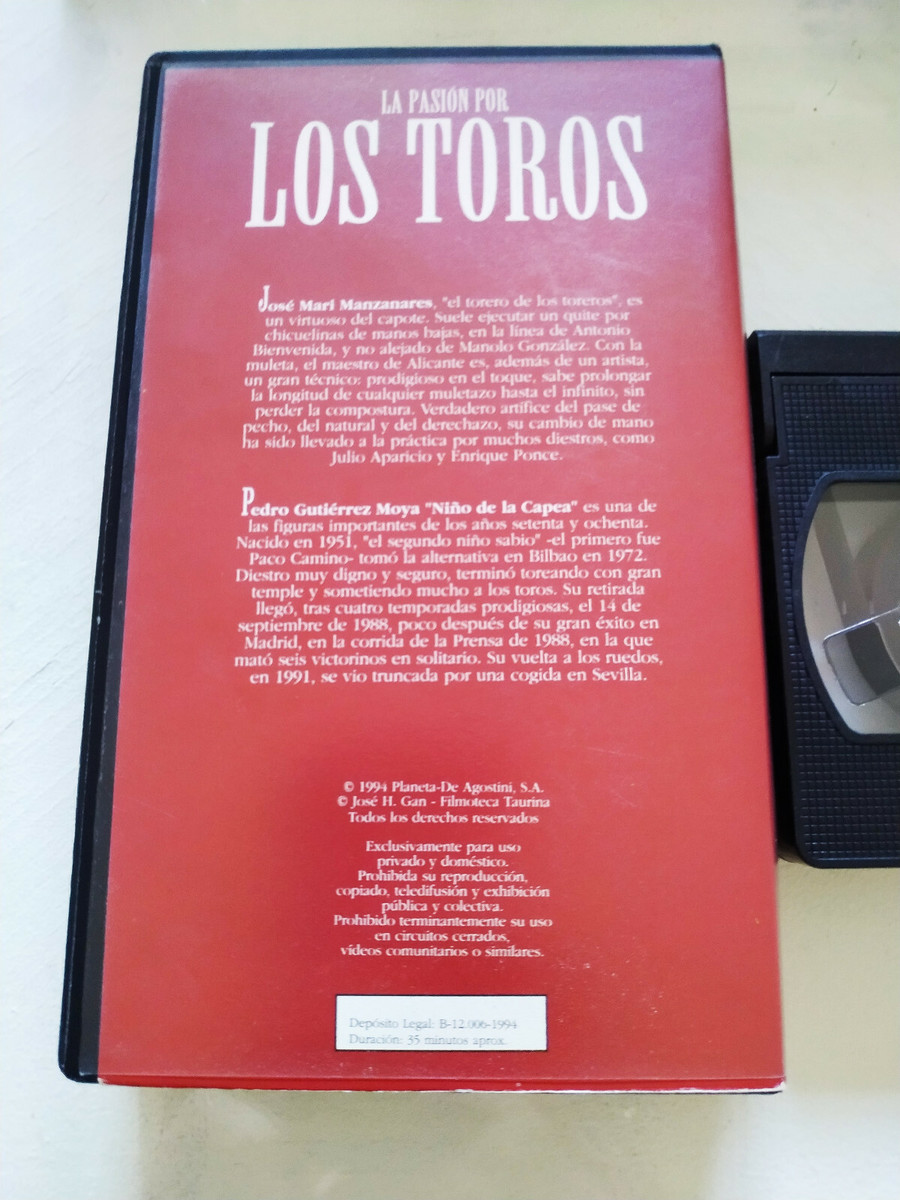 LA PASIÓN POR
LOS TOROS
José Mari Manzanares, "el torero de los toreros", es
un virtuoso del capote. Suele ejecutar un quite por
chicuelinas de manos bajas, en la línea de Antonio
Bienvenida, y no alejado de Manolo González. Con la
muleta, el maestro de Alicante es, además de un artista,
un gran técnico: prodigioso en el toque, sabe prolongar
la longitud de cualquier muletazo hasta el infinito, sin
perder la compostura. Verdadero artífice del pase de
pecho, del natural y del derechazo, su cambio de mano
ha sido llevado a la práctica por muchos diestros, como
Julio Aparicio y Enrique Ponce.
Pedro Gutiérrez Moya "Niño de la Capea" es una de
las figuras importantes de los años setenta y ochenta.
Nacido en 1951, "el segundo niño sabio" -el primero fue
Paco Camino- tomó la alternativa en Bilbao en 1972.
Diestro muy digno y seguro, terminó toreando con gran
temple y sometiendo mucho a los toros. Su retirada
llegó, tras cuatro temporadas prodigiosas, el 14 de
septiembre de 1988, poco después de su gran éxito en
Madrid, en la corrida de la Prensa de 1988, en la que
mató seis victorinos en solitario. Su vuelta a los ruedos,
en 1991, se vio truncada por una cogida en Sevilla.
© 1994 Planeta-De Agostini, S.A.
© José H. Gan - Filmoteca Taurina
Todos los derechos reservados
Exclusivamente para uso
privado y doméstico.
Prohibida su reproducción,
copiado, teledifusión y exhibición
pública y colectiva.
Prohibido terminantemente su uso
en circuitos cerrados,
vídeos comunitarios o similares.
Depósito Legal: B-12.006-1994
Duración: 35 minutos aprox.